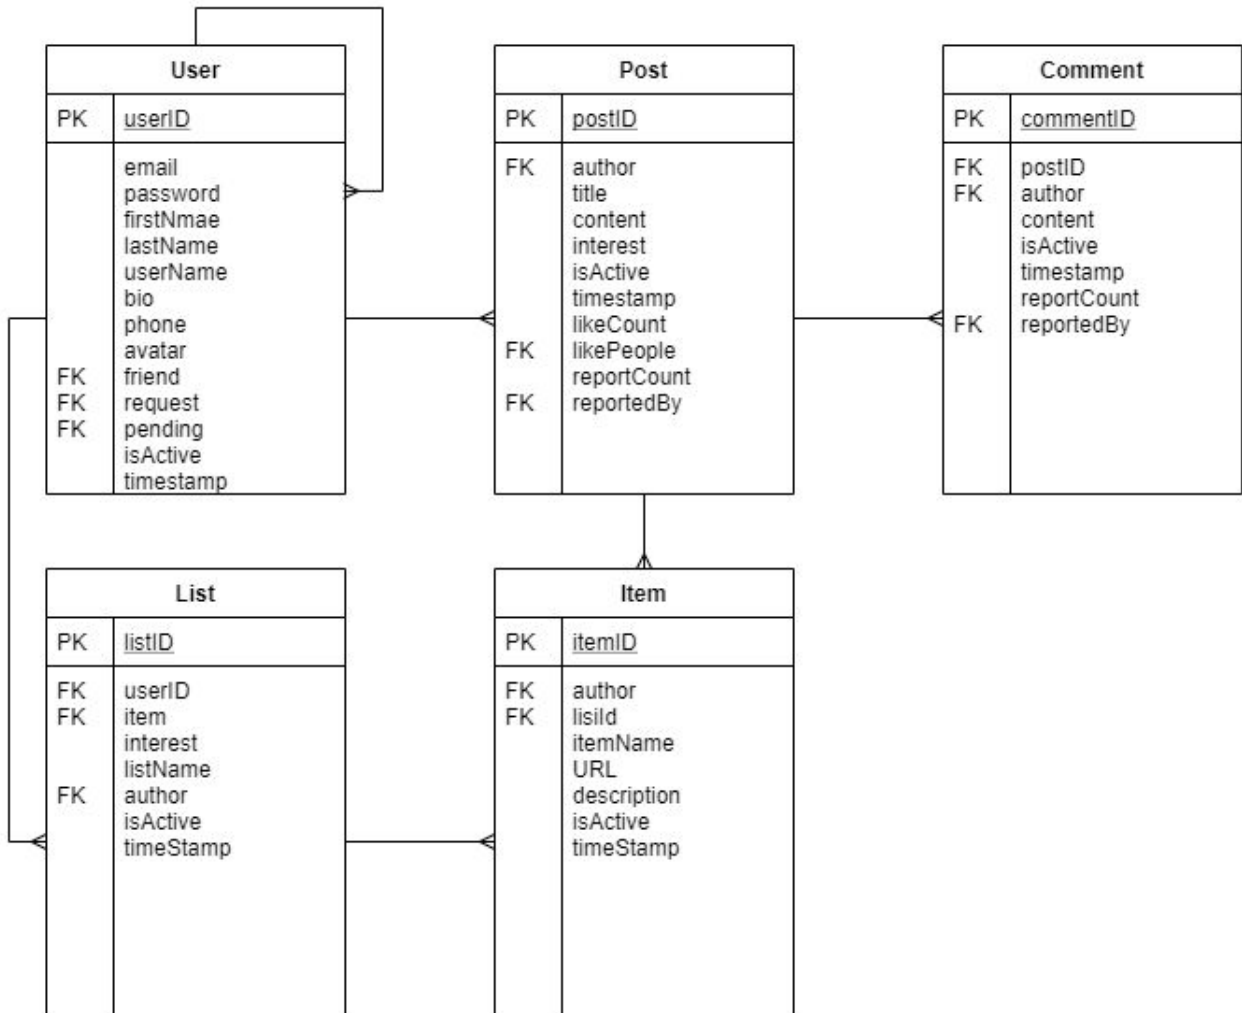 User
PK userID
email
password
firstNmae
lastName
userName
bio
phone
avatar
FK friend
FK request
FK pending
isActive
timestamp
Post
PK postID
FK author
title
content
interest
isActive
timestamp
likeCount
FK likePeople
reportCount
FK reportedBy
Comment
PK commentID
FK postID
FK author
content
isActive
timestamp
reportCount
FK reportedBy
List
PK listID
FK userID
FK item
interest
listName
FK author
isActive
timeStamp
Item
PK itemID
FK author
FK lisiId
itemName
URL
description
isActive
timeStamp